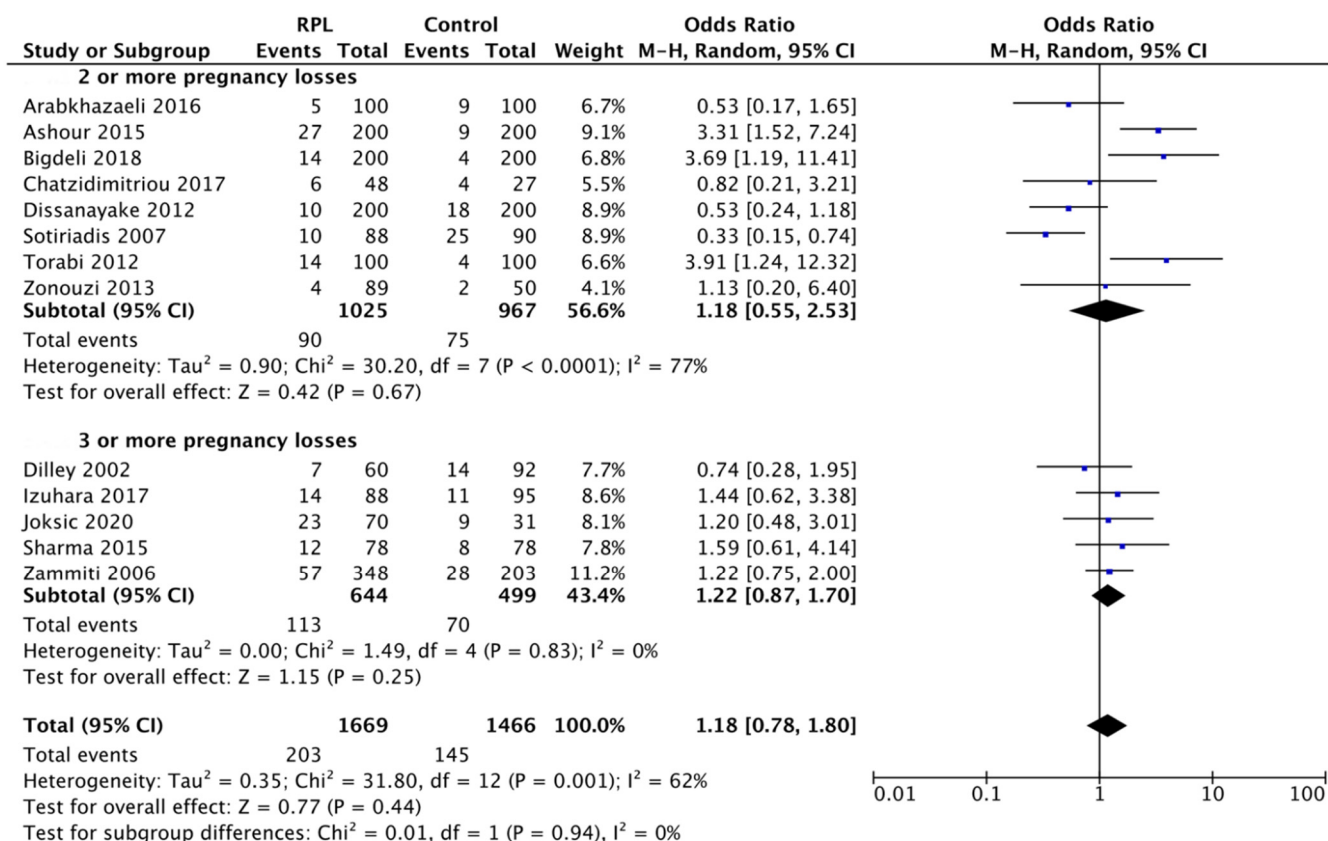 RPL Control Odds Ratio Odds Ratio
Study or Subgroup Events Total Events Total Weight M-H, Random, 95% CI M-H, Random, 95% CI
2 or more pregnancy losses
Arabkhazaeli 2016 5 100 9 100 6.7% 0.53 [0.17, 1.65]
Ashour 2015 27 200 9 200 9.1% 3.31 [1.52, 7.24]
Bigdeli 2018 14 200 4 200 6.8% 3.69 [1.19, 11.41]
Chatzidimitriou 2017 6 48 4 27 5.5% 0.82 [0.21, 3.21]
Dissanayake 2012 10 200 18 200 8.9% 0.53 [0.24, 1.18]
Sotiriadis 2007 10 88 25 90 8.9% 0.33 [0.15, 0.74]
Torabi 2012 14 100 4 100 6.6% 3.91 [1.24, 12.32]
Zonouzi 2013 4 89 2 50 4.1% 1.13 [0.20, 6.40]
Subtotal (95% CI) 1025 967 56.6% 1.18 [0.55, 2.53]
Total events 90 75
Heterogeneity: Tau² = 0.90; Chi² = 30.20, df = 7 (P < 0.0001); I² = 77%
Test for overall effect: Z = 0.42 (P = 0.67)
3 or more pregnancy losses
Dilley 2002 7 60 14 92 7.7% 0.74 [0.28, 1.95]
Izuhara 2017 14 88 11 95 8.6% 1.44 [0.62, 3.38]
Joksic 2020 23 70 9 31 8.1% 1.20 [0.48, 3.01]
Sharma 2015 12 78 8 78 7.8% 1.59 [0.61, 4.14]
Zammiti 2006 57 348 28 203 11.2% 1.22 [0.75, 2.00]
Subtotal (95% CI) 644 499 43.4% 1.22 [0.87, 1.70]
Total events 113 70
Heterogeneity: Tau² = 0.00; Chi² = 1.49, df = 4 (P = 0.83); I² = 0%
Test for overall effect: Z = 1.15 (P = 0.25)
Total (95% CI) 1669 1466 100.0% 1.18 [0.78, 1.80]
Total events 203 145
Heterogeneity: Tau² = 0.35; Chi² = 31.80, df = 12 (P = 0.001); I² = 62%
Test for overall effect: Z = 0.77 (P = 0.44)
Test for subgroup differences: Chi² = 0.01, df = 1 (P = 0.94), I² = 0%
0.01 0.1 1 10 100